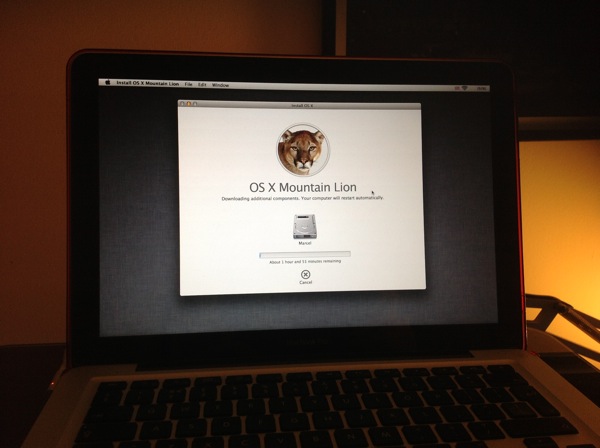 Install OS X Mountain Lion File Edit Window
Install OS X
OS X Mountain Lion
Downloading additional components. Your computer will restart automatically.
Marcel
About 1 hour and 15 minutes remaining
Cancel